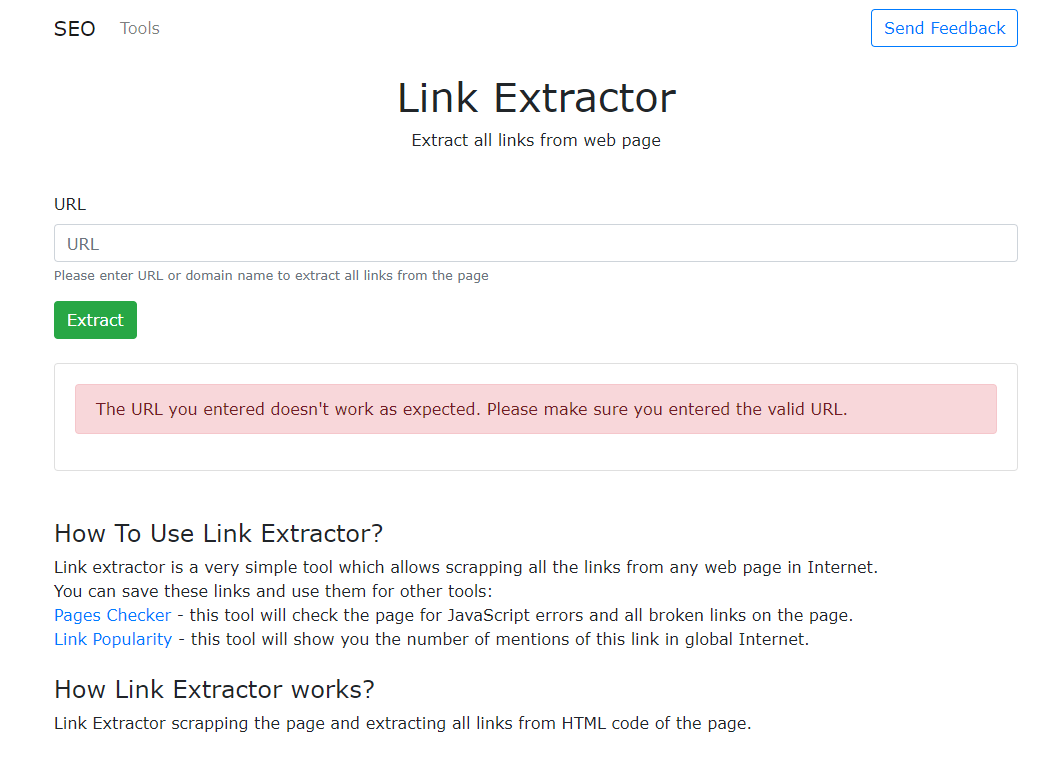 SEO Tools Send Feedback
Link Extractor
Extract all links from web page
URL
URL
Please enter URL or domain name to extract all links from the page
Extract
The URL you entered doesn't work as expected. Please make sure you entered the valid URL.
How To Use Link Extractor?
Link extractor is a very simple tool which allows scrapping all the links from any web page in Internet.
You can save these links and use them for other tools:
Pages Checker - this tool will check the page for JavaScript errors and all broken links on the page.
Link Popularity - this tool will show you the number of mentions of this link in global Internet.
How Link Extractor works?
Link Extractor scrapping the page and extracting all links from HTML code of the page.